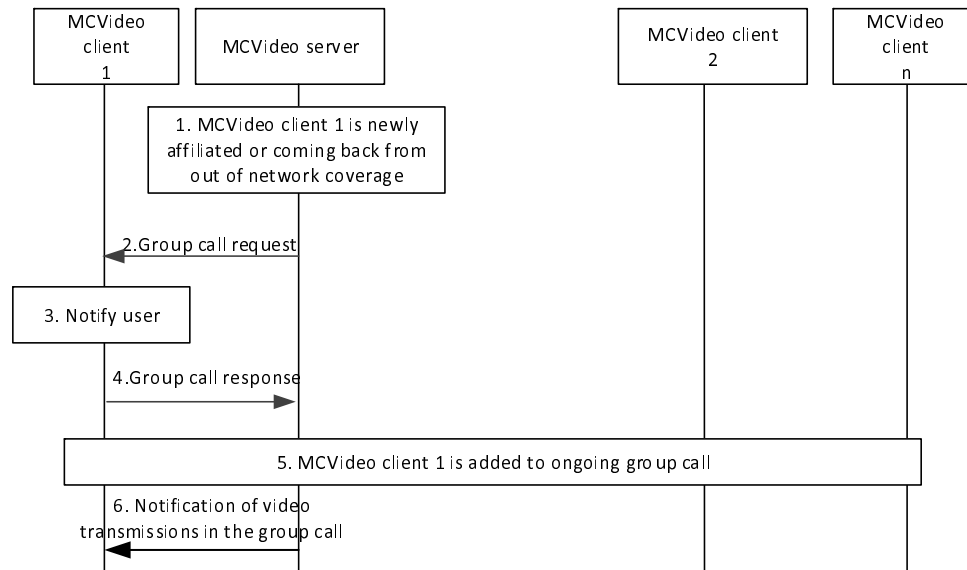 MCVideo
client
1
MCVideo server
MCVideo client
2
MCVideo
client
n
1. MCVideo client 1 is newly
affiliated or coming back from
out of network coverage
2.Group call request
3. Notify user
4.Group call response
5. MCVideo client 1 is added to ongoing group call
6. Notification of video
transmissions in the group call